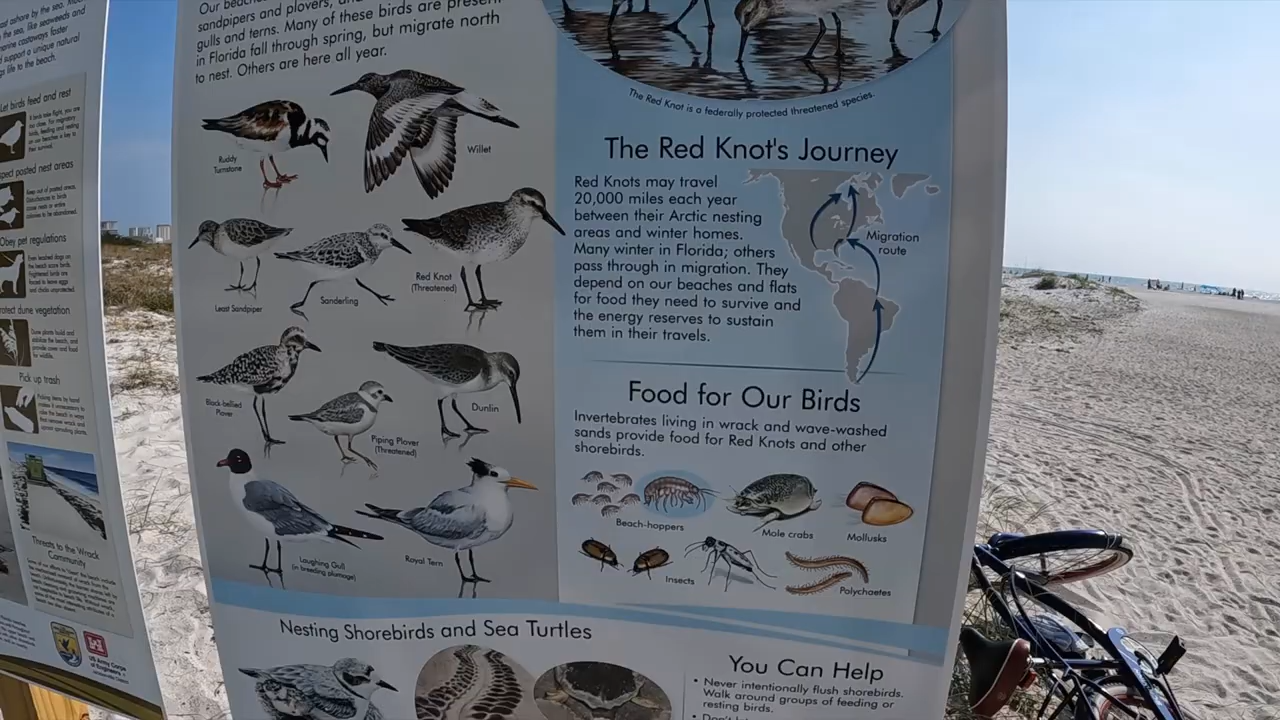 Let birds feed and rest
posted nest areas
Obey pet regulations
dune vegetation
Pick up trash
Threats to the Wrack
Community
US Army Corps
of Engineers
Our
sandpipers and plovers,
gulls and terns. Many of these birds are present
in Florida fall through spring, but migrate north
to nest. Others are here all year.
Ruddy
Turnstone
Willet
Least Sandpiper
Sanderling
Red Knot
(Threatened)
Black-bellied
Plover
Piping Plover
(Threatened)
Dunlin
Laughing Gull
(in breeding plumage)
Royal Tern
The Red Knot is a federally protected threatened species.
The Red Knot's Journey
Red Knots may travel
20,000 miles each year
between their Arctic nesting
areas and winter homes.
Many winter in Florida; others
pass through in migration. They
depend on our beaches and flats
for food they need to survive and
the energy reserves to sustain
them in their travels.
Migration
route
Food for Our Birds
Invertebrates living in wrack and wave-washed
sands provide food for Red Knots and other
shorebirds.
Beach-hoppers
Mole crabs
Mollusks
Insects
Polychaetes
Nesting Shorebirds and Sea Turtles
You Can Help
• Never intentionally flush shorebirds.
Walk around groups of feeding or
resting birds.